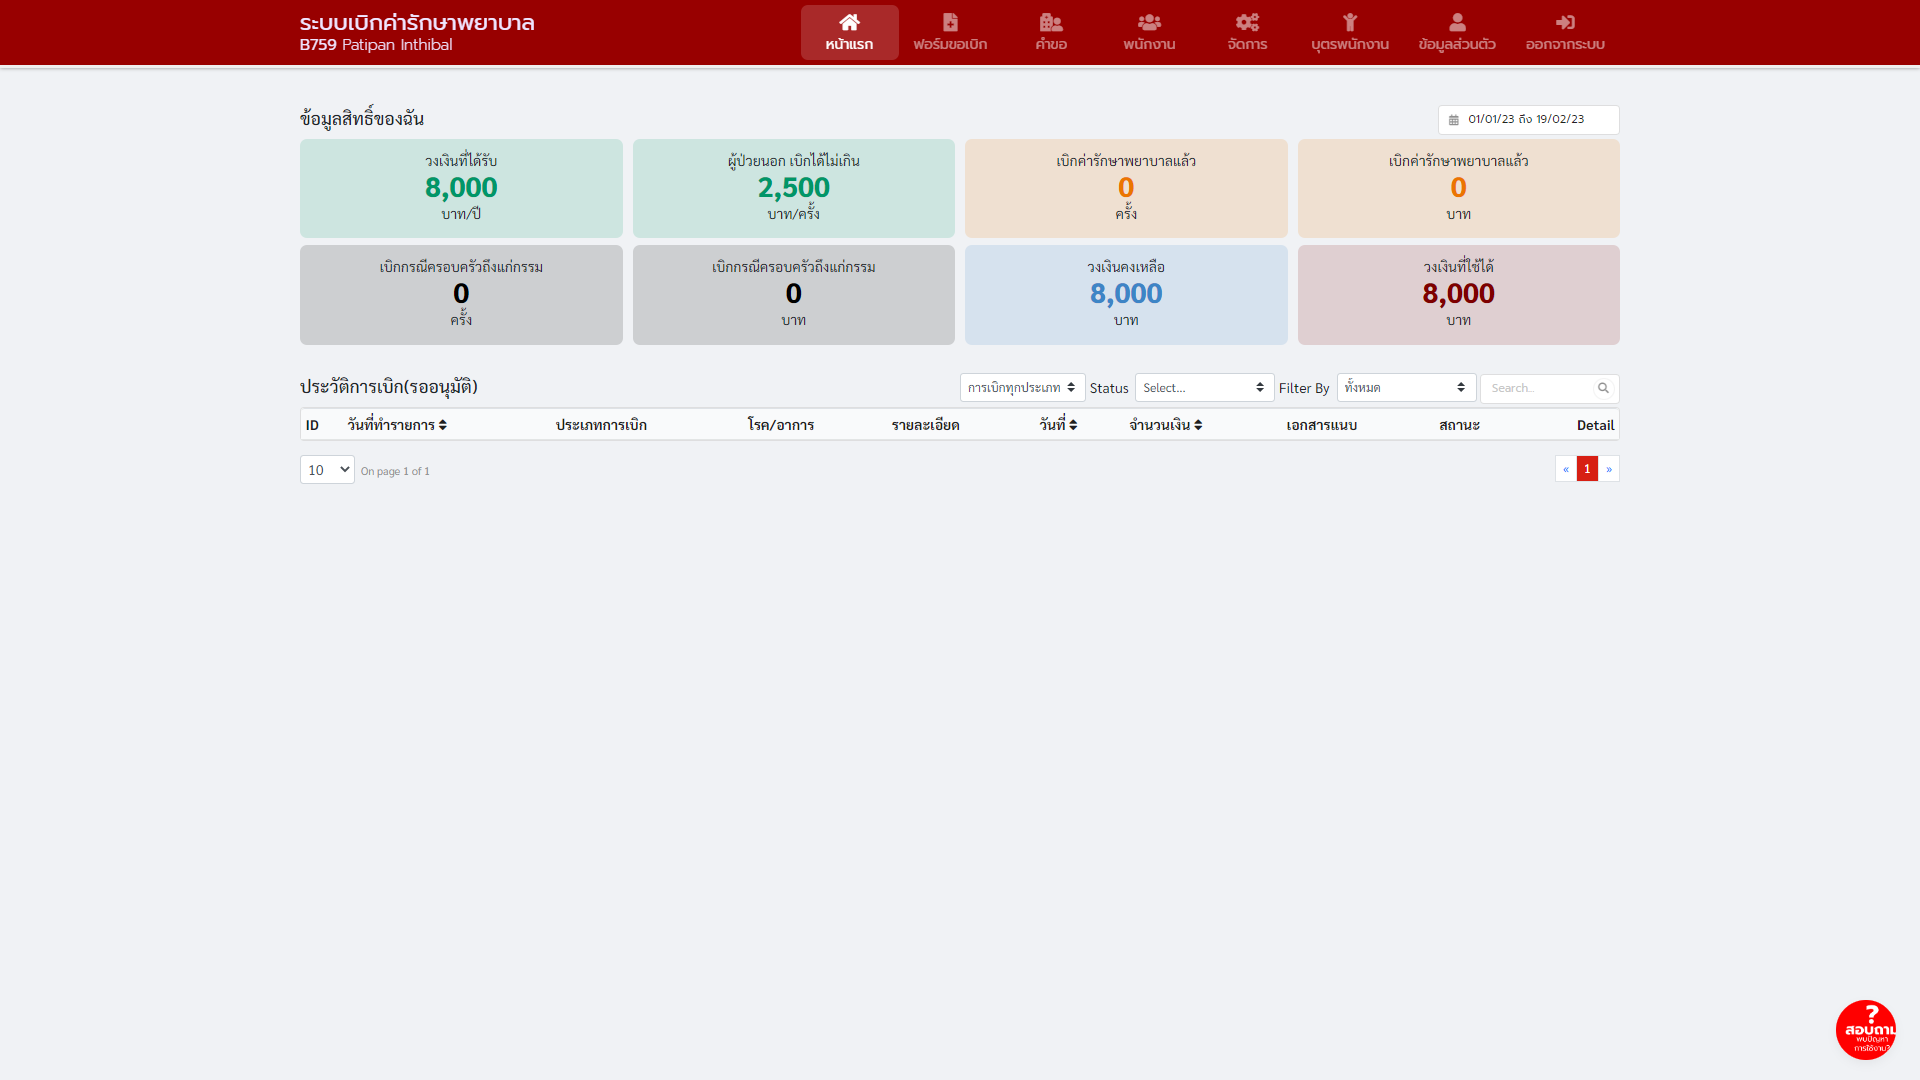 ระบบเบิกค่ารักษาพยาบาล
B759 Patipan Inthibal
หน้าแรก
ฟอร์มขอเบิก
คำขอ
พนักงาน
จัดการ
บุตรพนักงาน
ข้อมูลส่วนตัว
ออกจากระบบ
ข้อมูลสิทธิ์ของฉัน
01/01/23 ถึง 19/02/23
วงเงินที่ได้รับ
8,000
บาท/ปี
ผู้ป่วยนอก เบิกได้ไม่เกิน
2,500
บาท/ครั้ง
เบิกค่ารักษาพยาบาลแล้ว
0
ครั้ง
เบิกค่ารักษาพยาบาลแล้ว
0
บาท
เบิกกรณีครอบครัวถึงแก่กรรม
0
ครั้ง
เบิกกรณีครอบครัวถึงแก่กรรม
0
บาท
วงเงินคงเหลือ
8,000
บาท
วงเงินที่ใช้ได้
8,000
บาท
ประวัติการเบิก(รออนุมัติ)
การเบิกทุกประเภท Status Select... Filter By ทั้งหมด Search...
ID วันที่ทำรายการ ประเภทการเบิก โรค/อาการ รายละเอียด วันที่ จำนวนเงิน เอกสารแนบ สถานะ Detail
10 On page 1 of 1
« 1 »
?
สอบถาม
พบปัญหา
การใช้งาน?